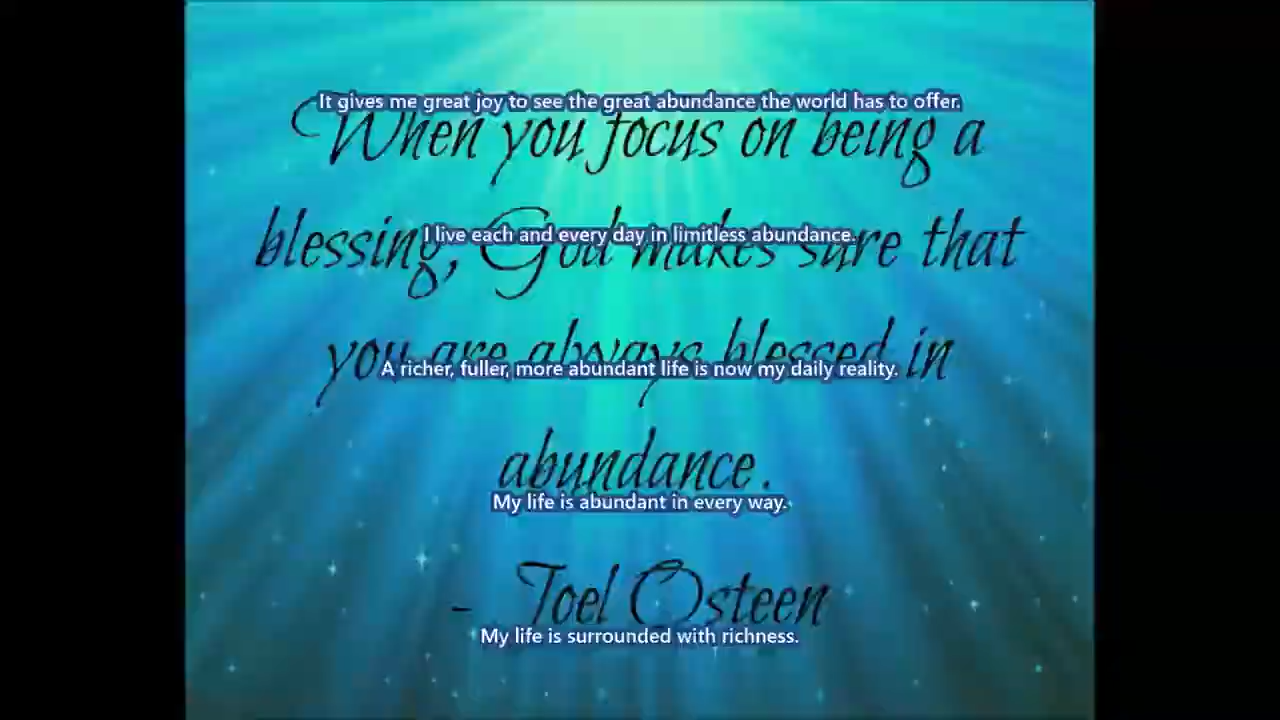 It gives me great joy to see the great abundance the world has to offer.
When you focus on being a
I live each and every day in limitless abundance.
blessing, God makes sure that
you are always blessed in
A richer, fuller, more abundant life is now my daily reality.
abundance.
My life is abundant in every way.
- Joel Osteen
My life is surrounded with richness.